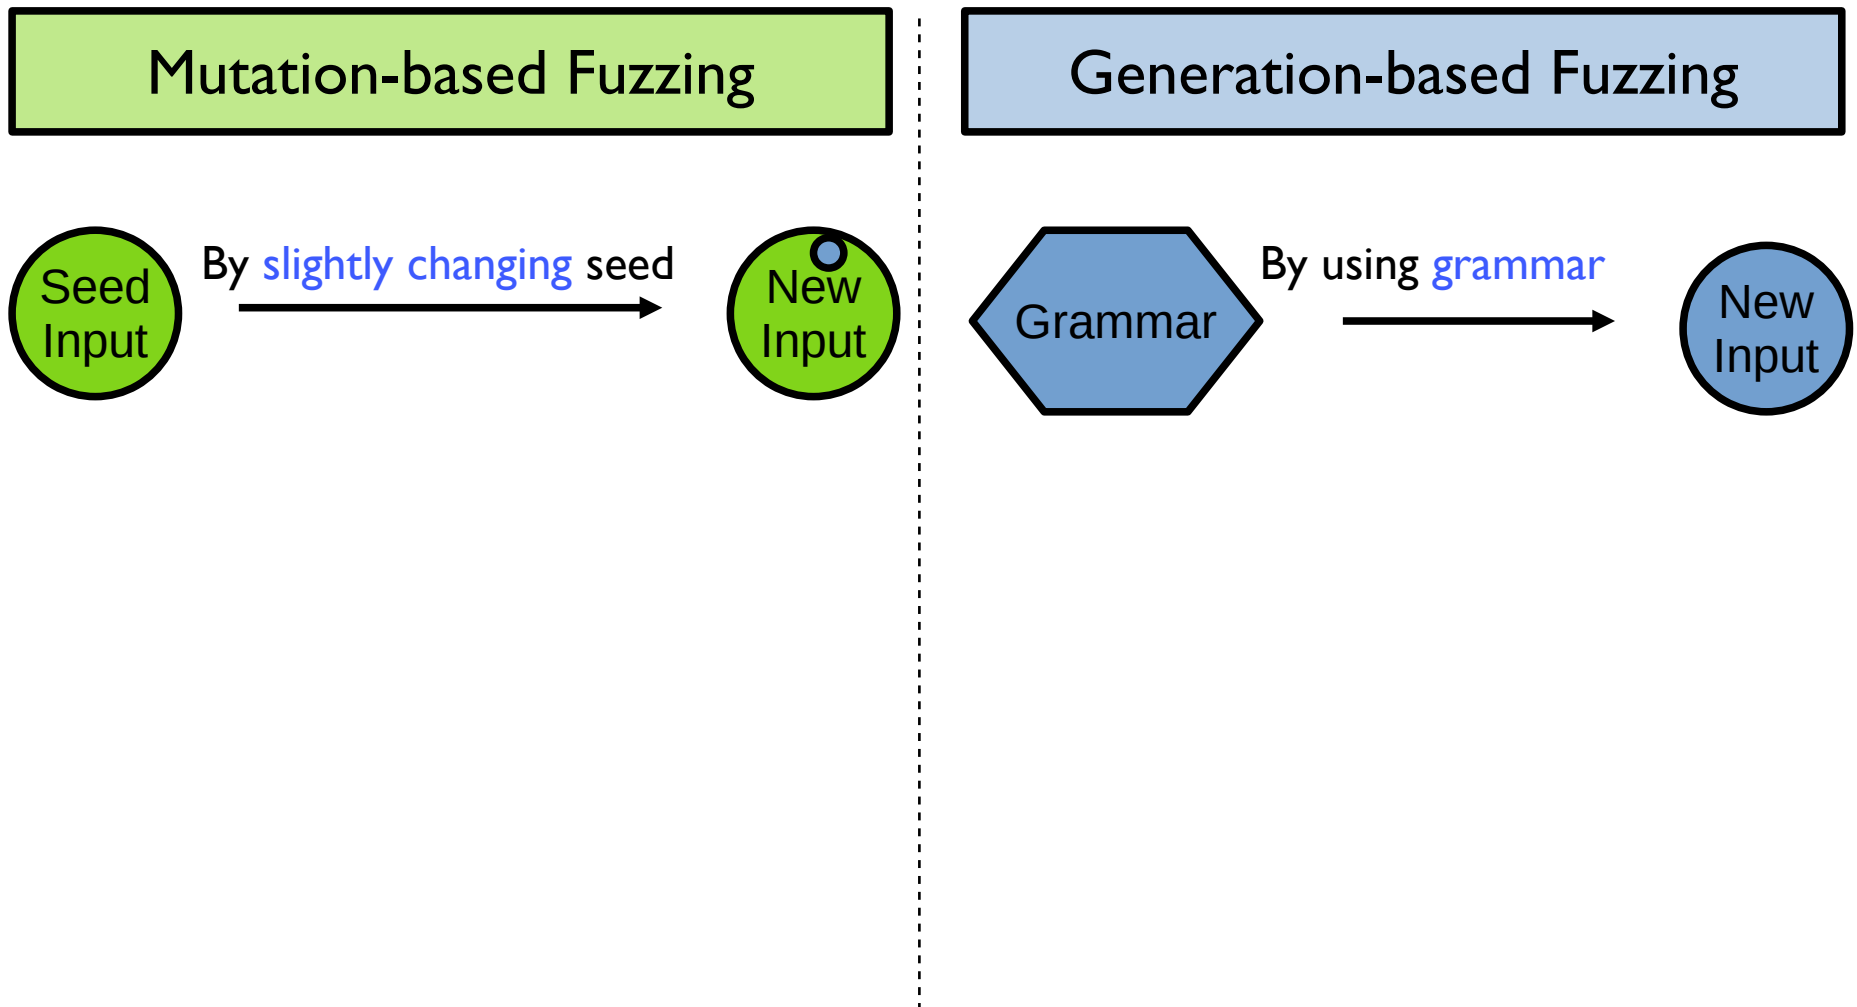 Mutation-based Fuzzing
Seed
Input
By slightly changing seed
New
Input
Generation-based Fuzzing
Grammar
By using grammar
New
Input